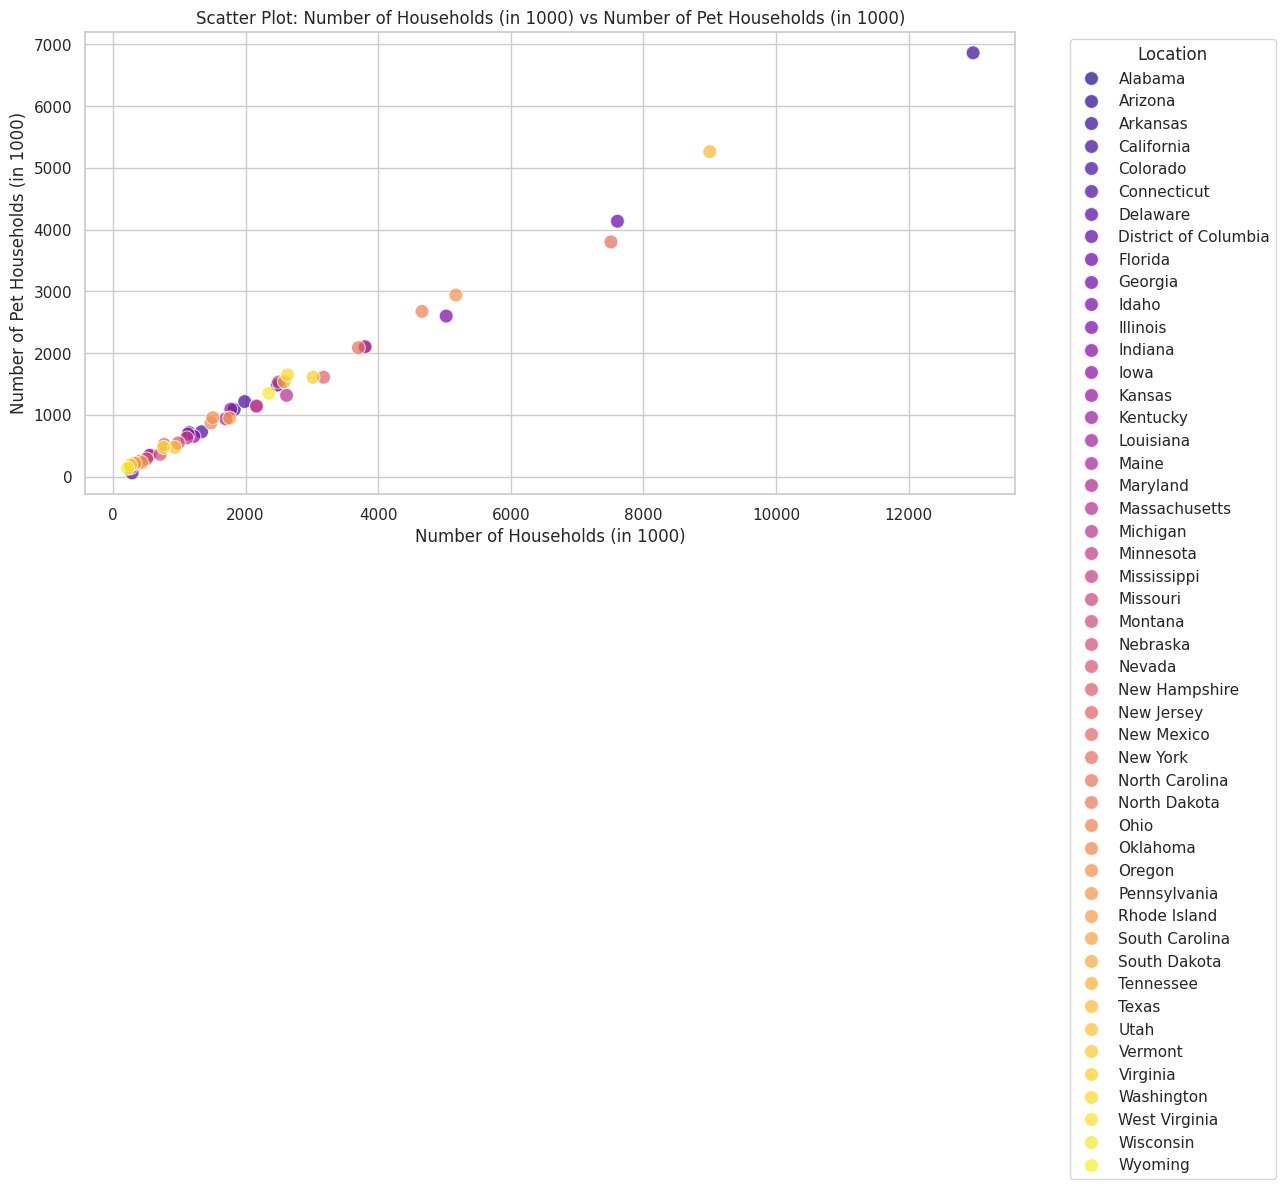 Scatter Plot: Number of Households (in 1000) vs Number of Pet Households (in 1000)
Number of Pet Households (in 1000)
7000
6000
5000
4000
3000
2000
1000
0
0 2000 4000 6000 8000 10000 12000
Number of Households (in 1000)
Location
Alabama
Arizona
Arkansas
California
Colorado
Connecticut
Delaware
District of Columbia
Florida
Georgia
Idaho
Illinois
Indiana
Iowa
Kansas
Kentucky
Louisiana
Maine
Maryland
Massachusetts
Michigan
Minnesota
Mississippi
Missouri
Montana
Nebraska
Nevada
New Hampshire
New Jersey
New Mexico
New York
North Carolina
North Dakota
Ohio
Oklahoma
Oregon
Pennsylvania
Rhode Island
South Carolina
South Dakota
Tennessee
Texas
Utah
Vermont
Virginia
Washington
West Virginia
Wisconsin
Wyoming